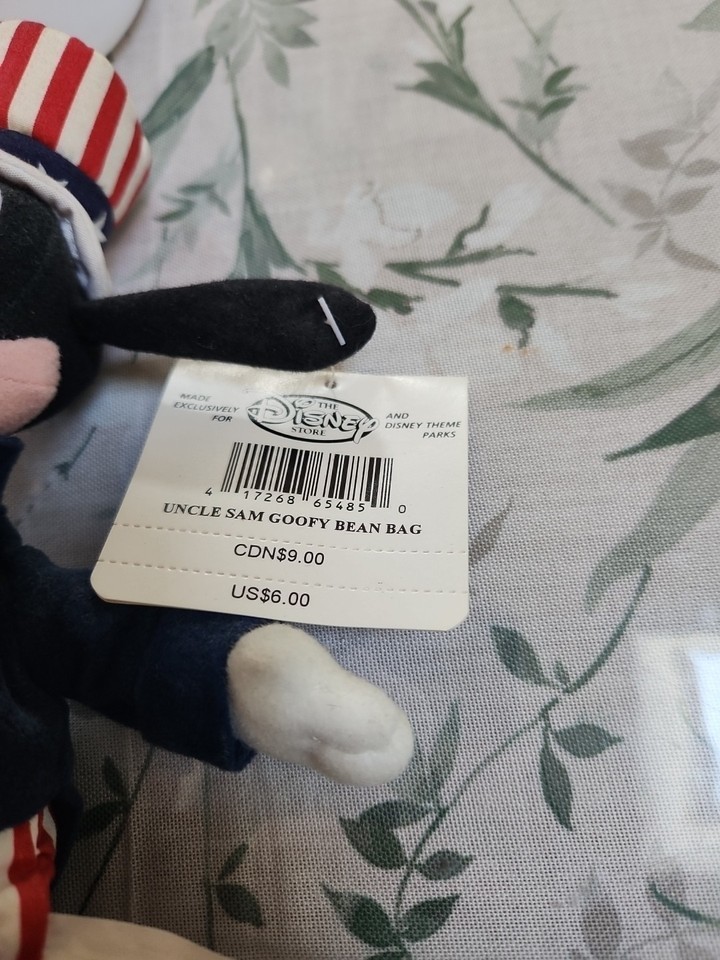 MADE
EXCLUSIVELY
FOR
THE
DISNEY
STORE
AND
DISNEY THEME
PARKS
4 17268 65485 0
UNCLE SAM GOOFY BEAN BAG
CDN$9.00
US$6.00